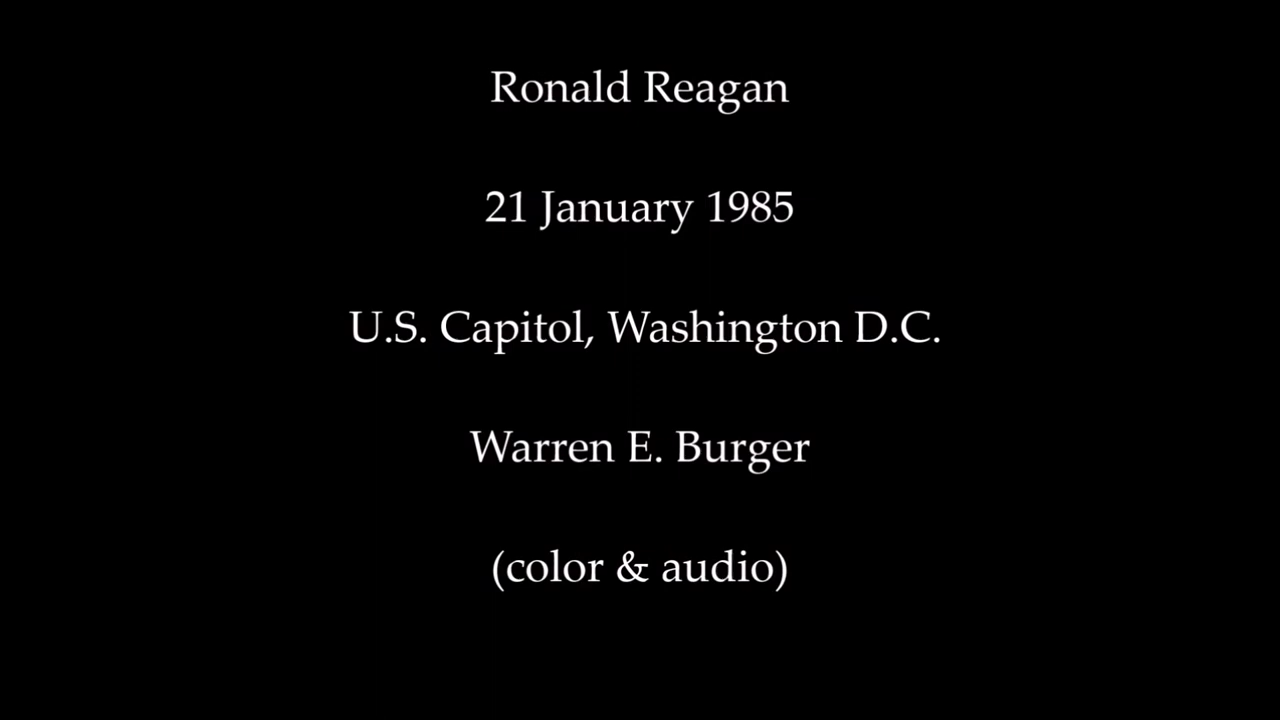 Ronald Reagan
21 January 1985
U.S. Capitol, Washington D.C.
Warren E. Burger
(color & audio)